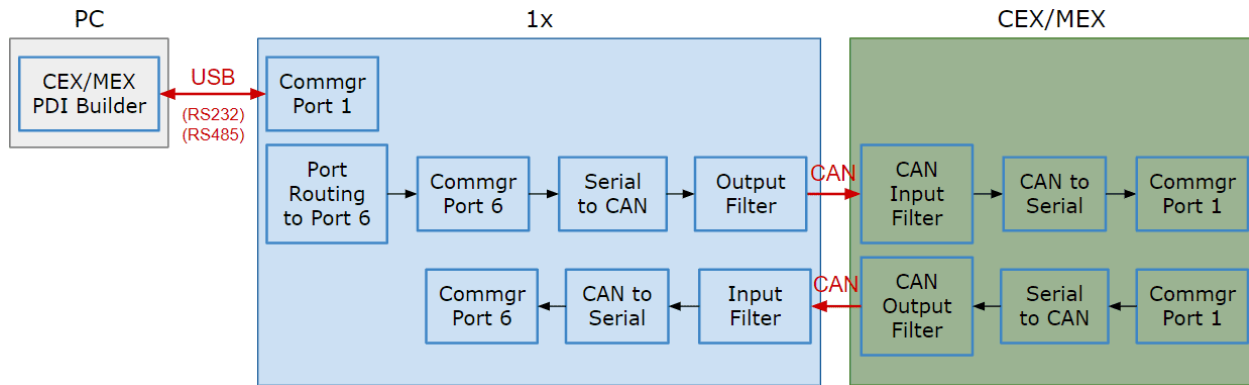 PC
1x
CEX/MEX
CEX/MEX
PDI Builder
USB
(RS232)
(RS485)
Commgr
Port 1
Port
Routing
to Port 6
Commgr
Port 6
Serial
to CAN
Output
Filter
CAN
CAN
Input
Filter
CAN to
Serial
Commgr
Port 1
Commgr
Port 6
CAN to
Serial
Input
Filter
CAN
CAN
Output
Filter
Serial
to CAN
Commgr
Port 1